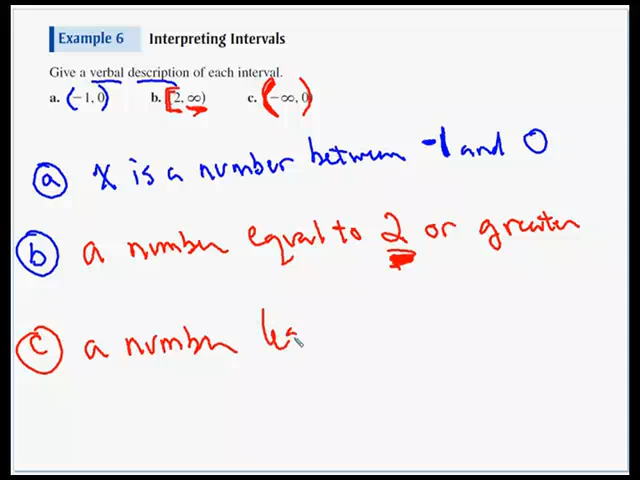 Example 6 Interpreting Intervals
Give a verbal description of each interval.
a. (-1, 0) b. [2, ∞) c. (-∞, 0)
ⓐ x is a number between -1 and 0
ⓑ a number equal to 2 or greater
ⓒ a number les